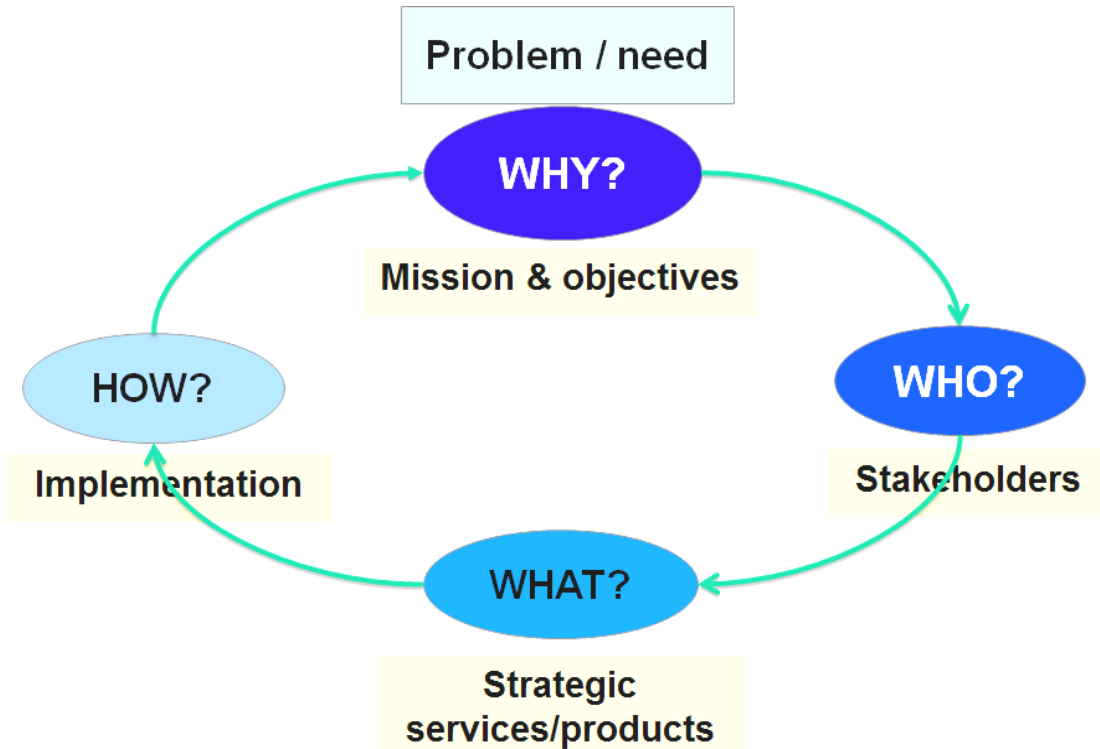 Problem / need
WHY?
Mission & objectives
HOW?
WHO?
Implementation
Stakeholders
WHAT?
Strategic
services/products